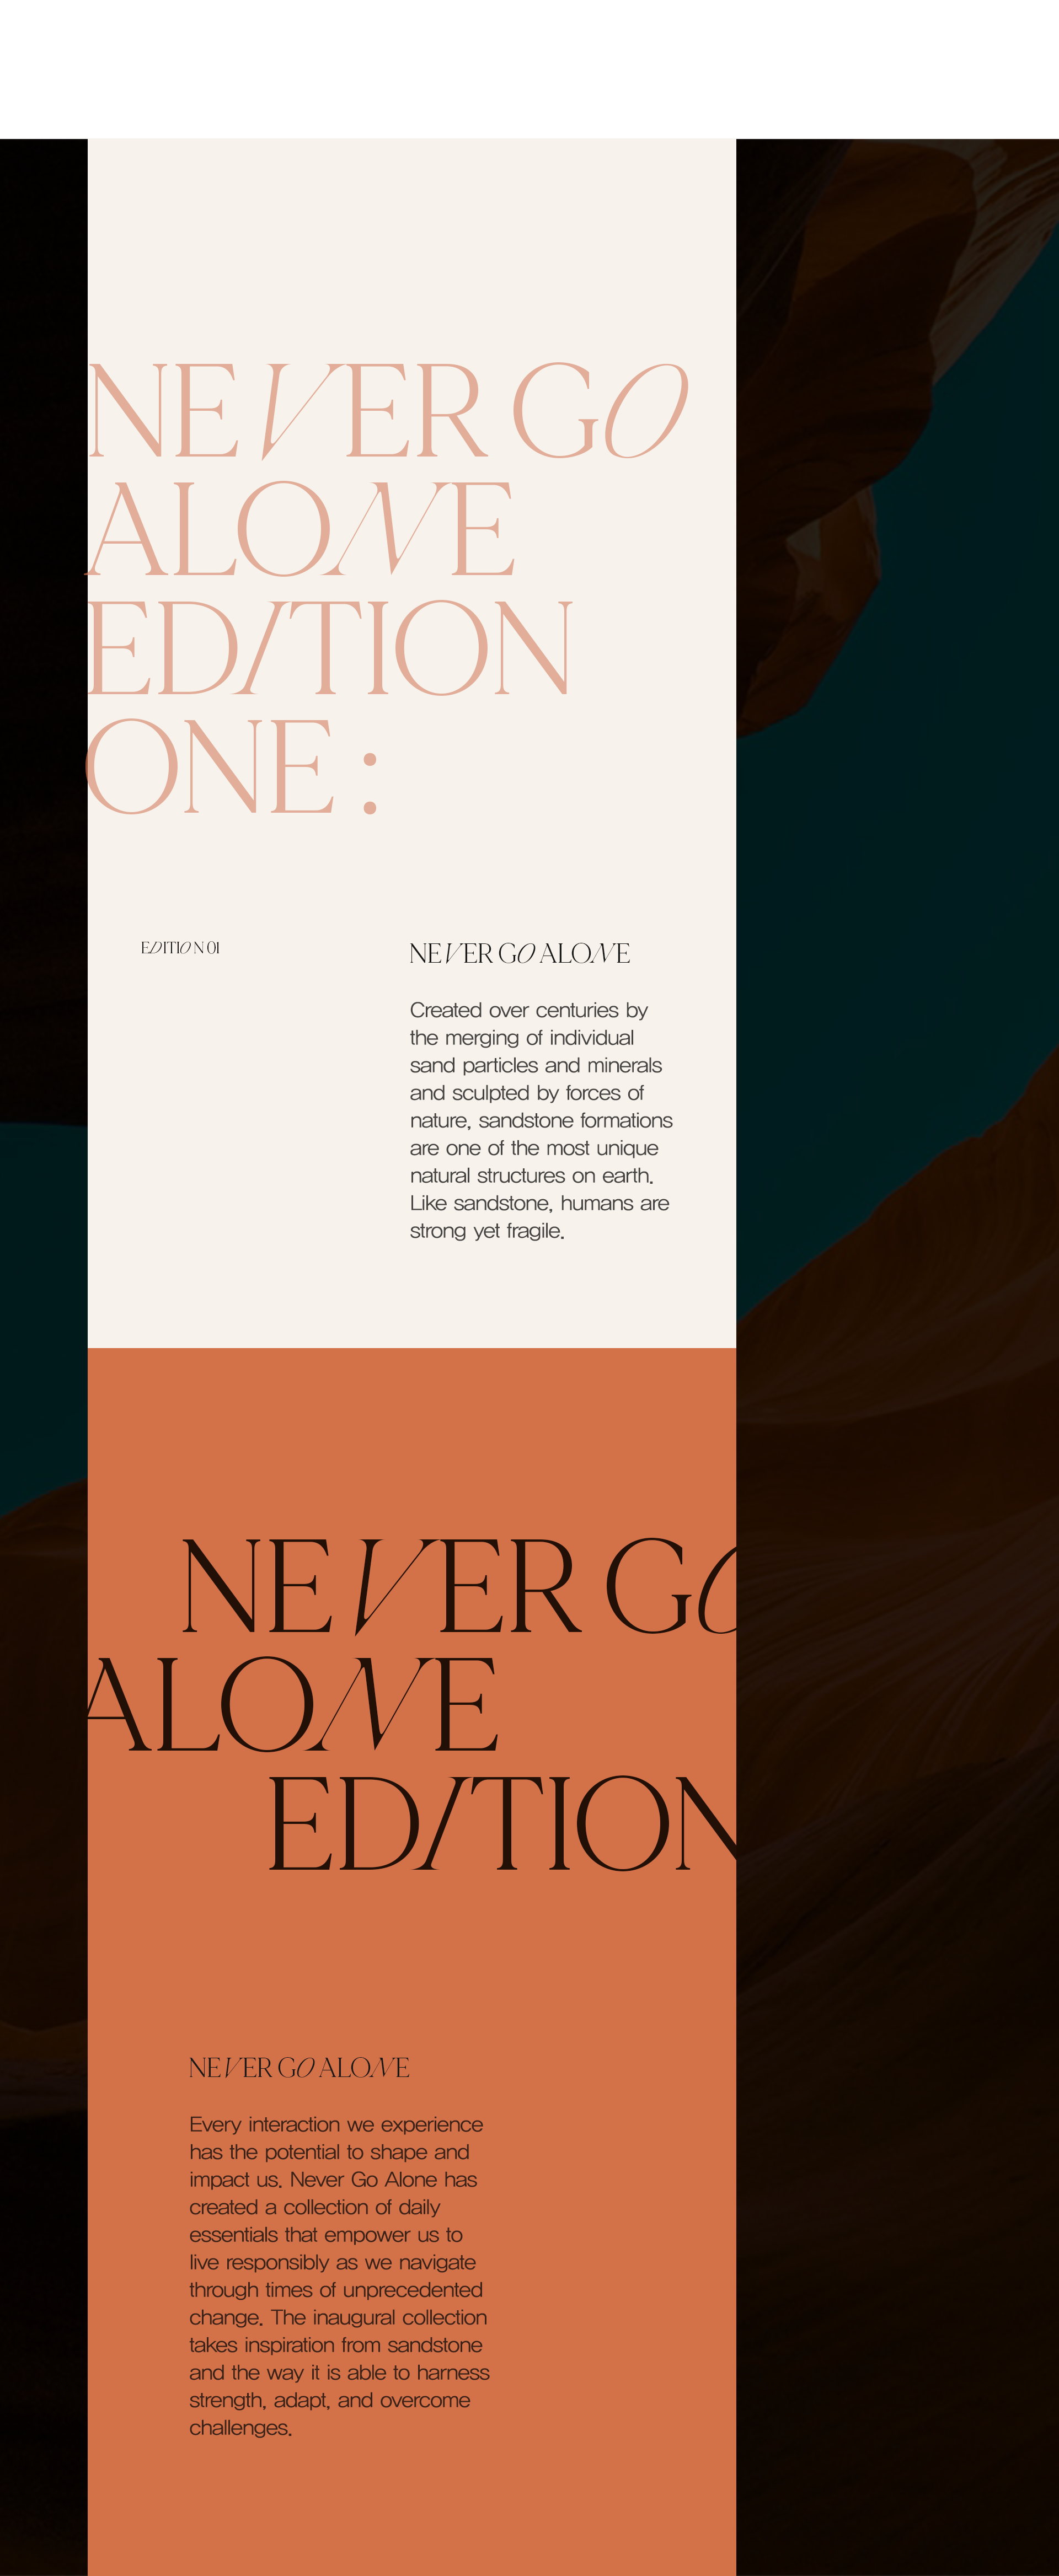 NEVER GO
ALONE
EDITION
ONE :
EDITION 01
NEVER GO ALONE
Created over centuries by
the merging of individual
sand particles and minerals
and sculpted by forces of
nature, sandstone formations
are one of the most unique
natural structures on earth.
Like sandstone, humans are
strong yet fragile.
NEVER GO
ALONE
EDITION
NEVER GO ALONE
Every interaction we experience
has the potential to shape and
impact us. Never Go Alone has
created a collection of daily
essentials that empower us to
live responsibly as we navigate
through times of unprecedented
change. The inaugural collection
takes inspiration from sandstone
and the way it is able to harness
strength, adapt, and overcome
challenges.